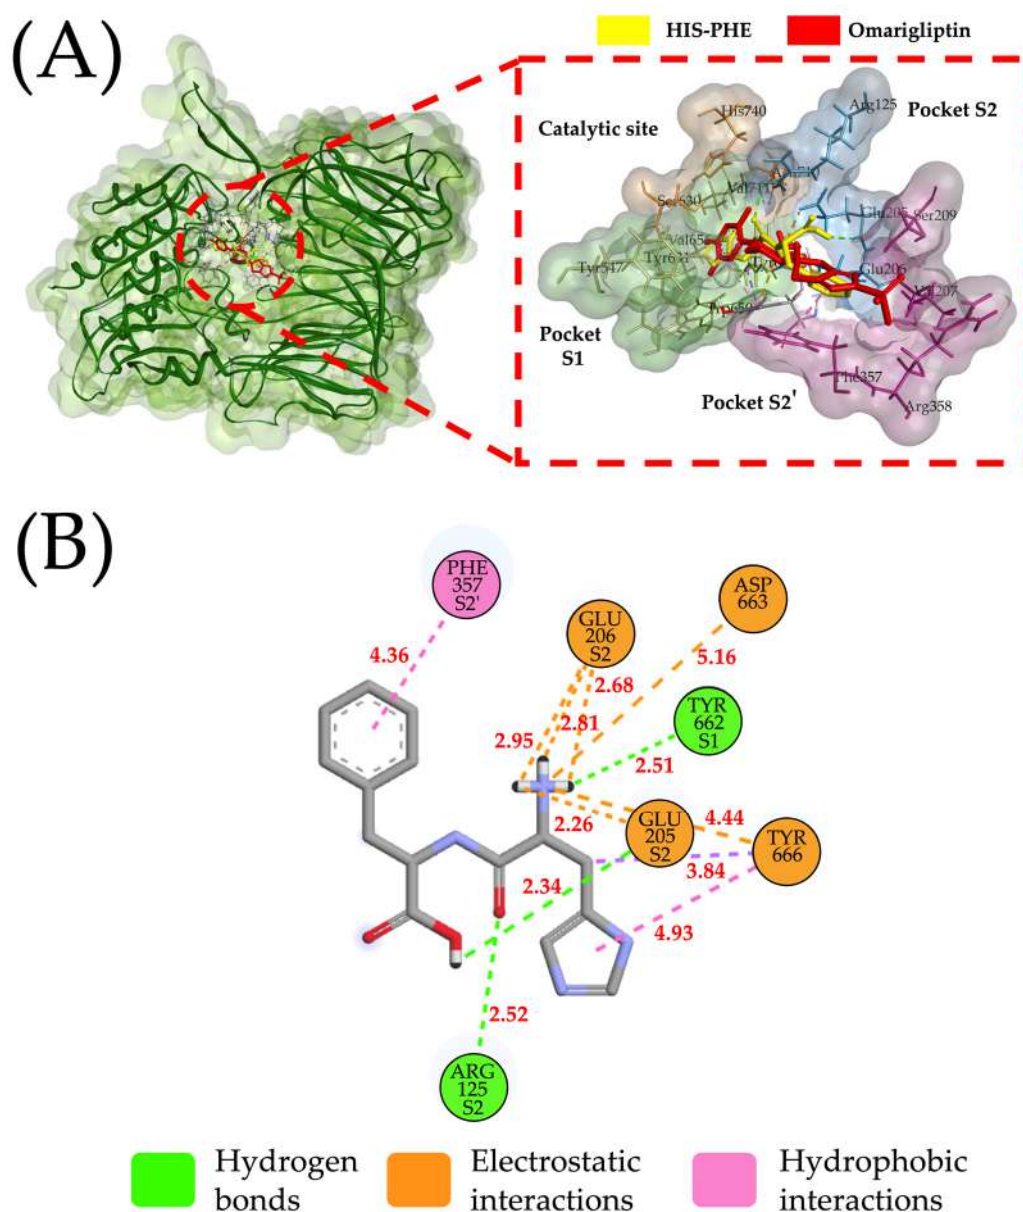 (A)
HIS-PHE
Omarigliptin
Catalytic site
His740
Arg125
Pocket S2
Val711
Glu205
Ser209
Tyr547
Glu206
Pocket
S1
Phe357
Arg358
Pocket S2'
(B)
PHE
357
S2'
GLU
206
S2
ASP
663
4.36
5.16
2.68
TYR
662
S1
2.81
2.95
2.51
GLU
205
S2
4.44
TYR
666
2.26
3.84
2.34
4.93
2.52
ARG
125
S2
Hydrogen
bonds
Electrostatic
interactions
Hydrophobic
interactions